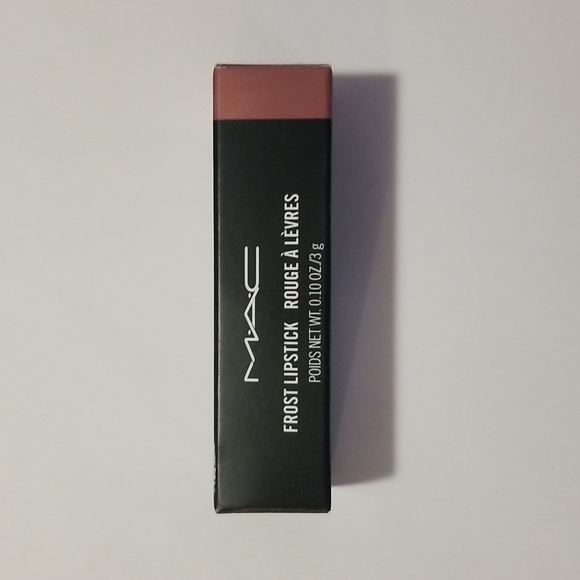 M·A·C
FROST LIPSTICK ROUGE À LÈVRES
POIDS NET WT. 0.10 OZ./3 g